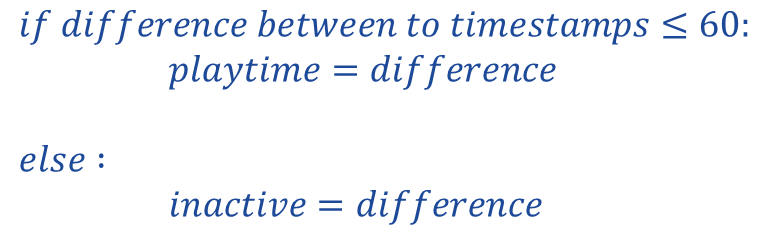 if difference between to timestamps ≤ 60:
playtime = difference
else :
inactive = difference